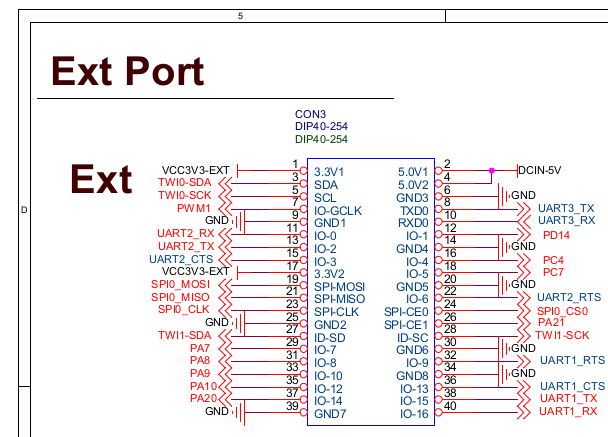 5
Ext Port
CON3
DIP40-254
DIP40-254
Ext
D
VCC3V3-EXT 1 3.3V1 5.0V1 2 DCIN-5V
TWI0-SDA 3 SDA 5.0V2 4
TWI0-SCK 5 SCL GND3 6 GND
PWM1 7 IO-GCLK TXD0 8 UART3_TX
GND 9 GND1 RXD0 10 UART3_RX
UART2_RX 11 IO-0 IO-1 12 PD14
UART2_TX 13 IO-2 GND4 14 GND
UART2_CTS 15 IO-3 IO-4 16 PC4
VCC3V3-EXT 17 3.3V2 IO-5 18 PC7
SPI0_MOSI 19 SPI-MOSI GND5 20 GND
SPI0_MISO 21 SPI-MISO IO-6 22 UART2_RTS
SPI0_CLK 23 SPI-CLK SPI-CE0 24 SPI0_CS0
GND 25 GND2 SPI-CE1 26 PA21
TWI1-SDA 27 ID-SD ID-SC 28 TWI1-SCK
PA7 29 IO-7 GND6 30 GND
PA8 31 IO-8 IO-9 32 UART1_RTS
PA9 33 IO-10 GND8 34 GND
PA10 35 IO-12 IO-13 36 UART1_CTS
PA20 37 IO-14 IO-15 38 UART1_TX
GND 39 GND7 IO-16 40 UART1_RX